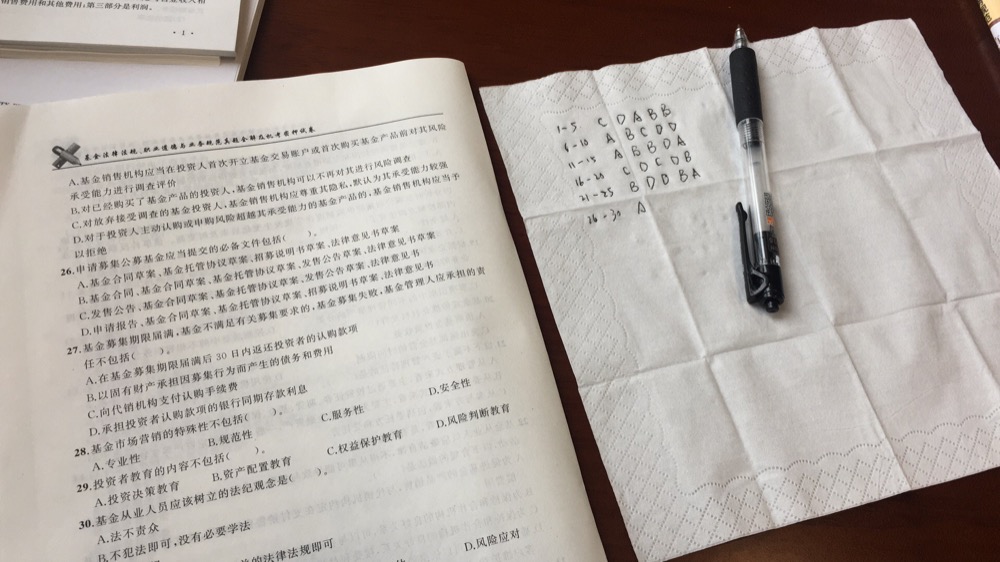 销售费用和其他费用;第三部分是利润。
· 1 ·
基金法律法规、职业道德与业务规范真题全解及机考密押试卷
A.基金销售机构应当在投资人首次开立基金交易账户或首次购买基金产品前对其风险
承受能力进行调查评价
B.对已经购买了基金产品的投资人,基金销售机构可以不再对其进行风险调查
C.对放弃接受调查的基金投资人,基金销售机构应尊重其隐私,默认为其承受能力较强
D.对于投资人主动认购或申购风险超越其承受能力的基金产品的,基金销售机构应当予
以拒绝
26.申请募集公募基金应当提交的必备文件包括( )。
A.基金合同草案、基金托管协议草案、招募说明书草案、法律意见书草案
B.基金合同、基金合同草案、基金托管协议草案、发售公告草案、法律意见书草案
C.发售公告、基金合同草案、基金托管协议草案、发售公告草案、法律意见书
D.申请报告、基金合同草案、基金托管协议草案、招募说明书草案、法律意见书
27.基金募集期限届满,基金不满足有关募集要求的,基金募集失败,基金管理人应承担的责
任不包括( )。
A.在基金募集期限届满后30日内返还投资者的认购款项
B.以固有财产承担因募集行为而产生的债务和费用
C.向代销机构支付认购手续费
D.承担投资者认购款项的银行同期存款利息
28.基金市场营销的特殊性不包括( )。
A.专业性 B.规范性 C.服务性 D.安全性
29.投资者教育的内容不包括( )。
A.投资决策教育 B.资产配置教育 C.权益保护教育 D.风险判断教育
30.基金从业人员应该树立的法纪观念是( )。
A.法不责众
B.不犯法即可,没有必要学法
的法律法规即可
D.风险应对
1-5 C D A B B
6-10 A B C D D
11-15 A B B D A
16-20 C D C D B
21-25 B D D B A
26-30 A